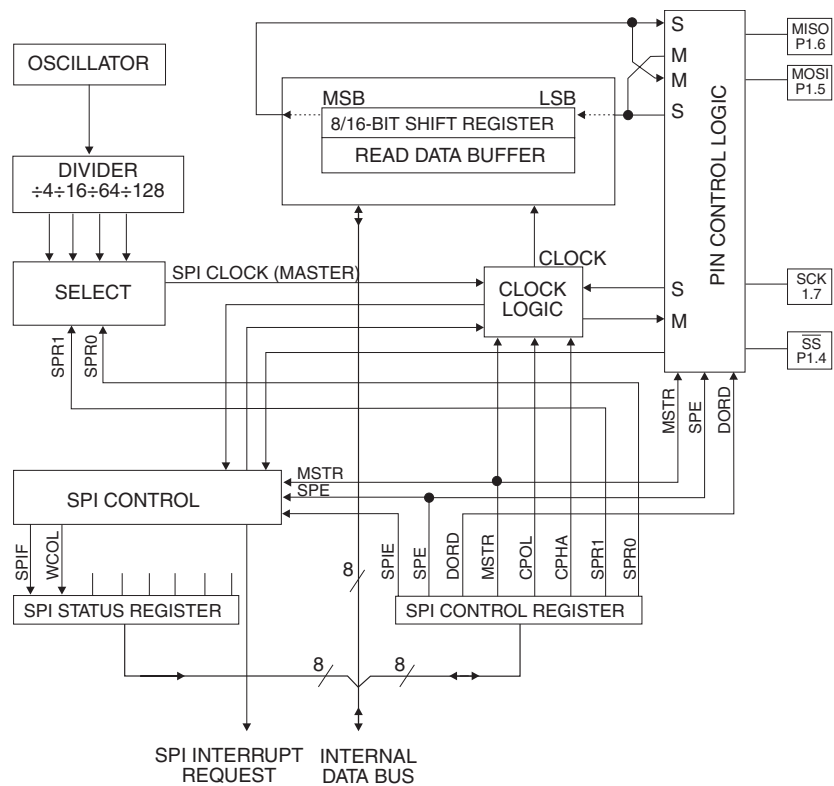 OSCILLATOR
DIVIDER
÷4÷16÷64÷128
SELECT
SPI CLOCK (MASTER)
SPR1
SPR0
MSB
LSB
8/16-BIT SHIFT REGISTER
READ DATA BUFFER
CLOCK
CLOCK
LOGIC
S
M
M
S
S
M
PIN CONTROL LOGIC
MISO
P1.6
MOSI
P1.5
SCK
1.7
SS
P1.4
MSTR
SPE
DORD
SPI CONTROL
MSTR
SPE
SPIF
WCOL
SPI STATUS REGISTER
8
SPIE
SPE
DORD
MSTR
CPOL
CPHA
SPR1
SPR0
SPI CONTROL REGISTER
8
8
SPI INTERRUPT
REQUEST
INTERNAL
DATA BUS